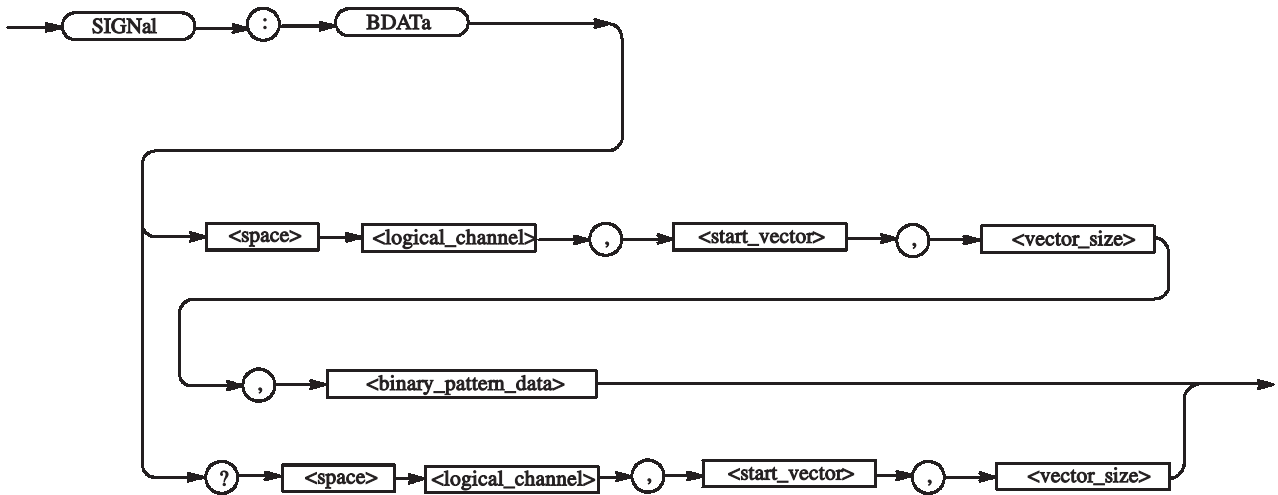 SIGNal : BDATa
<space> <logical_channel> , <start_vector> , <vector_size>
, <binary_pattern_data>
? <space> <logical_channel> , <start_vector> , <vector_size>